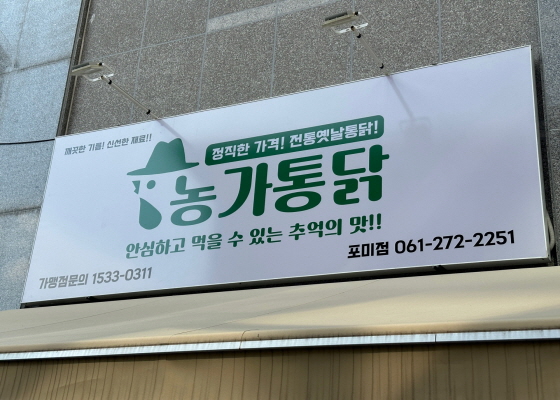 깨끗한 기름! 신선한 재료!!
정직한 가격! 전통옛날통닭!
농가통닭
안심하고 먹을 수 있는 추억의 맛!!
포미점 061-272-2251
가맹점문의 1533-0311